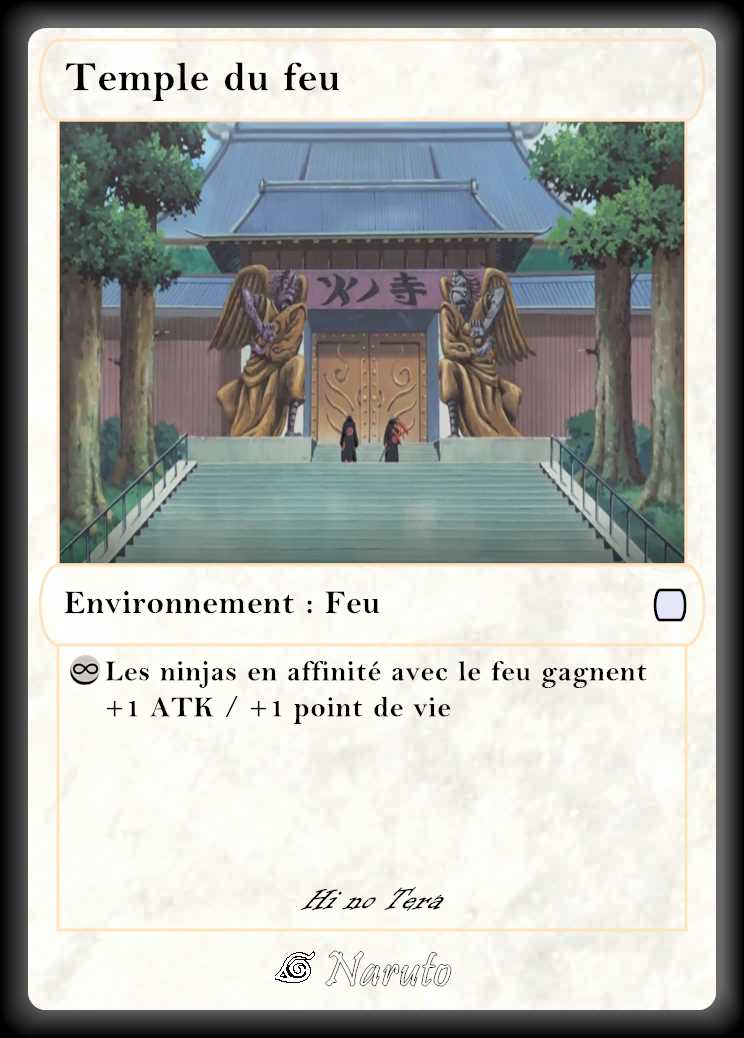 Temple du feu
火ノ寺
Environnement : Feu
∞ Les ninjas en affinité avec le feu gagnent
+1 ATK / +1 point de vie
Hi no Tera
Naruto